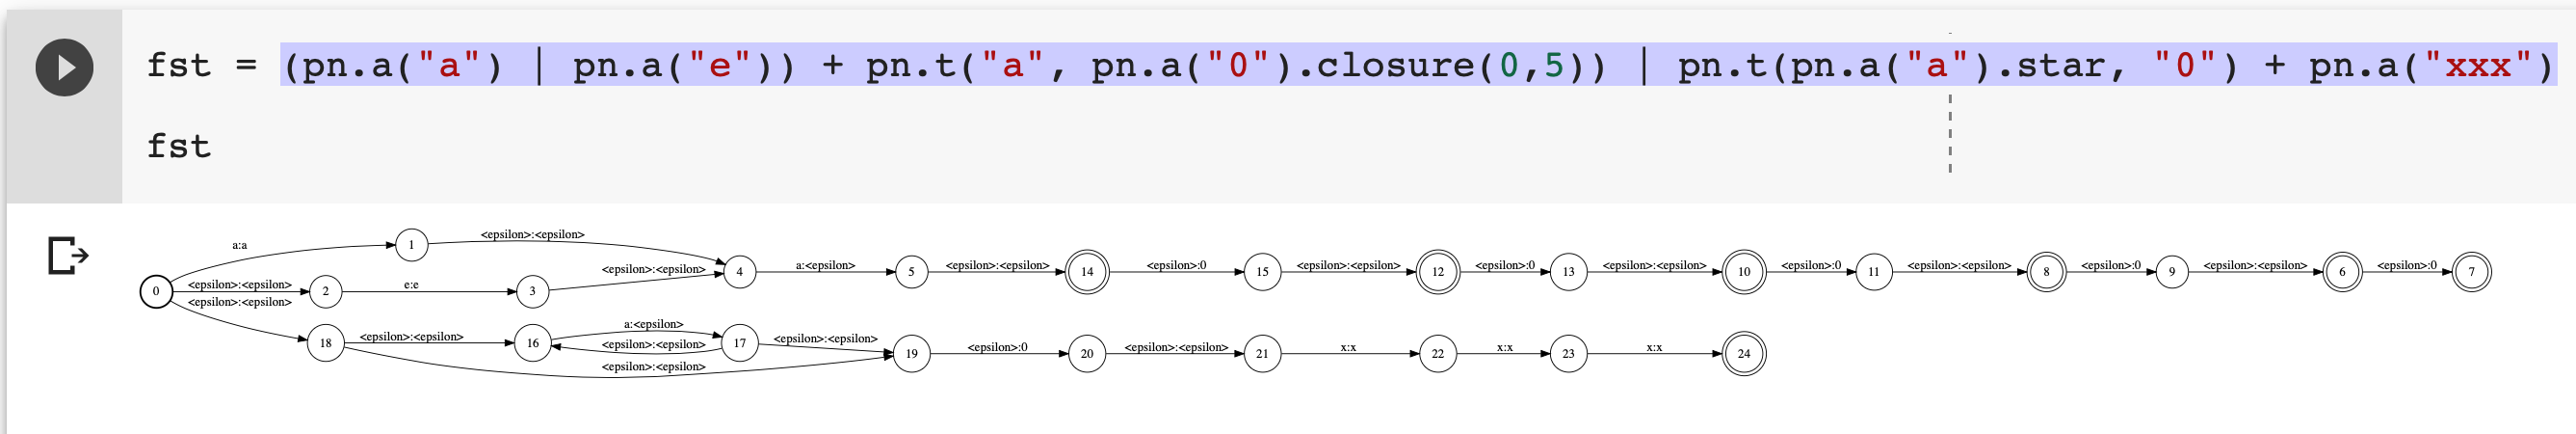 fst = (pn.a("a") | pn.a("e")) + pn.t("a", pn.a("0").closure(0,5)) | pn.t(pn.a("a").star, "0") + pn.a("xxx")
fst
a:a 1 <epsilon>:<epsilon>
0 <epsilon>:<epsilon> 2 e:e 3 <epsilon>:<epsilon> 4 a:<epsilon> 5 <epsilon>:<epsilon> 14 <epsilon>:0 15 <epsilon>:<epsilon> 12 <epsilon>:0 13 <epsilon>:<epsilon> 10 <epsilon>:0 11 <epsilon>:<epsilon> 8 <epsilon>:0 9 <epsilon>:<epsilon> 6 <epsilon>:0 7
<epsilon>:<epsilon>
18 <epsilon>:<epsilon> 16 a:<epsilon> <epsilon>:<epsilon> 17 <epsilon>:<epsilon> 19 <epsilon>:0 20 <epsilon>:<epsilon> 21 x:x 22 x:x 23 x:x 24
<epsilon>:<epsilon>